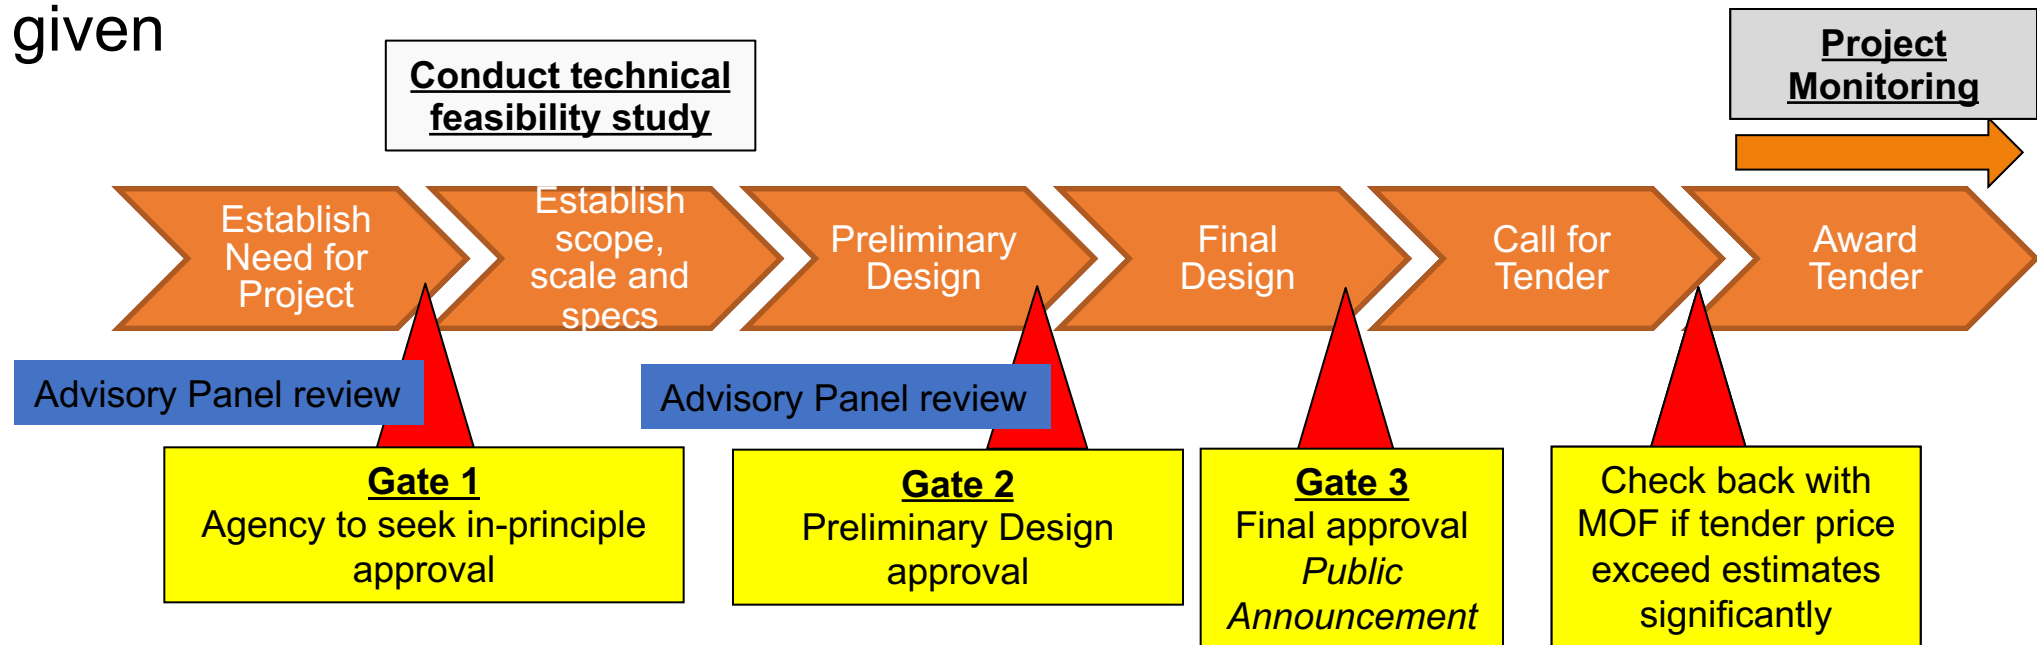 given
Conduct technical
feasibility study
Project
Monitoring
Establish
Need for
Project
Establish
scope,
scale and
specs
Preliminary
Design
Final
Design
Call for
Tender
Award
Tender
Advisory Panel review
Advisory Panel review
Gate 1
Agency to seek in-principle
approval
Gate 2
Preliminary Design
approval
Gate 3
Final approval
Public
Announcement
Check back with
MOF if tender price
exceed estimates
significantly